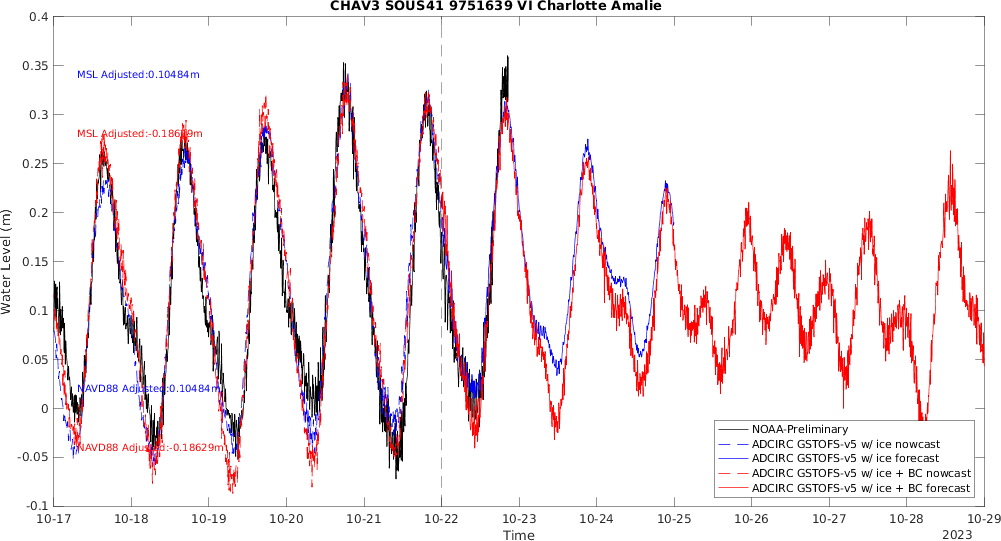 CHAV3 SOUS41 9751639 VI Charlotte Amalie
0.4
0.35
0.3
0.25
0.2
0.15
0.1
0.05
0
-0.05
-0.1
Water Level (m)
MSL Adjusted:0.10484m
MSL Adjusted:-0.18629m
NAVD88 Adjusted:0.10484m
NAVD88 Adjusted:-0.18629m
NOAA-Preliminary
ADCIRC GSTOFS-v5 w/ ice nowcast
ADCIRC GSTOFS-v5 w/ ice forecast
ADCIRC GSTOFS-v5 w/ ice + BC nowcast
ADCIRC GSTOFS-v5 w/ ice + BC forecast
10-17 10-18 10-19 10-20 10-21 10-22 10-23 10-24 10-25 10-26 10-27 10-28 10-29
Time
2023